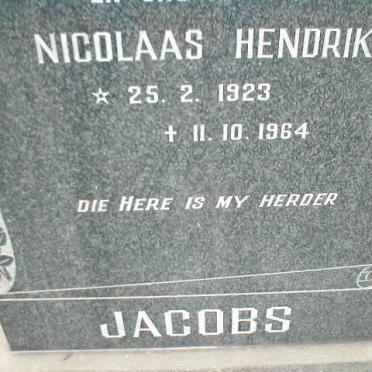 NICOLAAS HENDRIK
☆ 25. 2. 1923
✝ 11. 10. 1964
DIE HERE IS MY HERDER
JACOBS